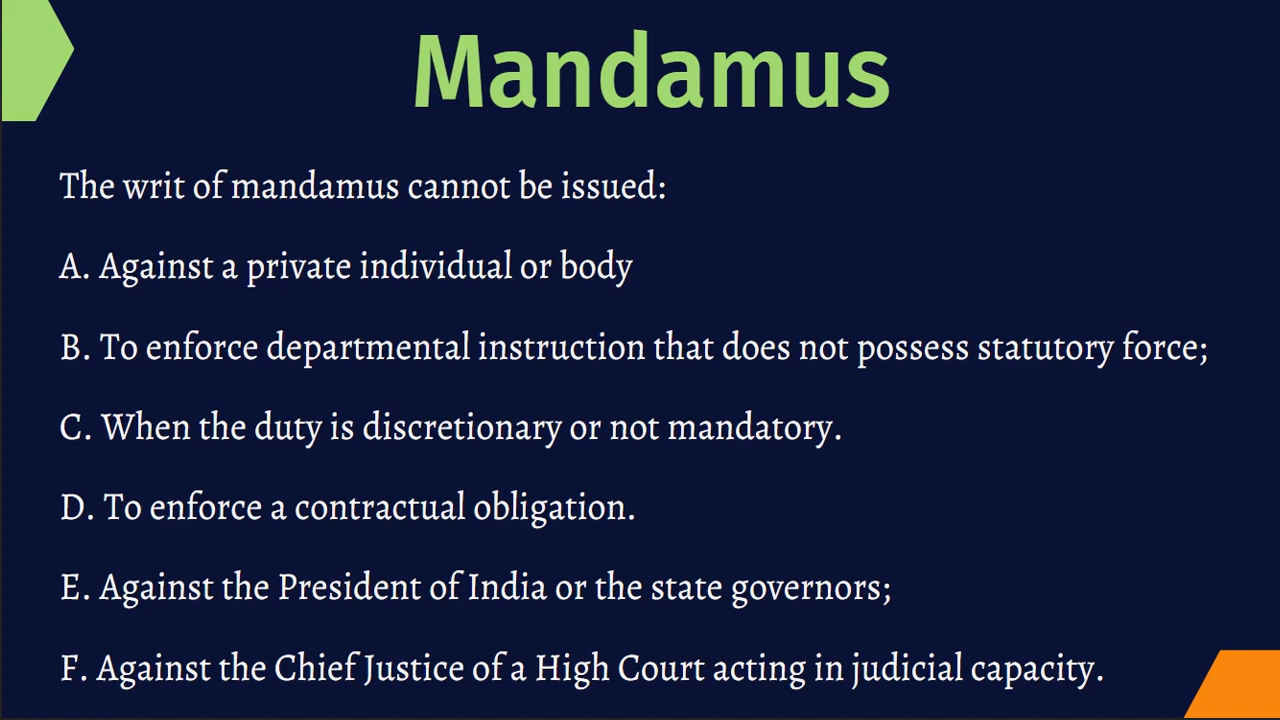 Mandamus
The writ of mandamus cannot be issued:
A. Against a private individual or body
B. To enforce departmental instruction that does not possess statutory force;
C. When the duty is discretionary or not mandatory.
D. To enforce a contractual obligation.
E. Against the President of India or the state governors;
F. Against the Chief Justice of a High Court acting in judicial capacity.